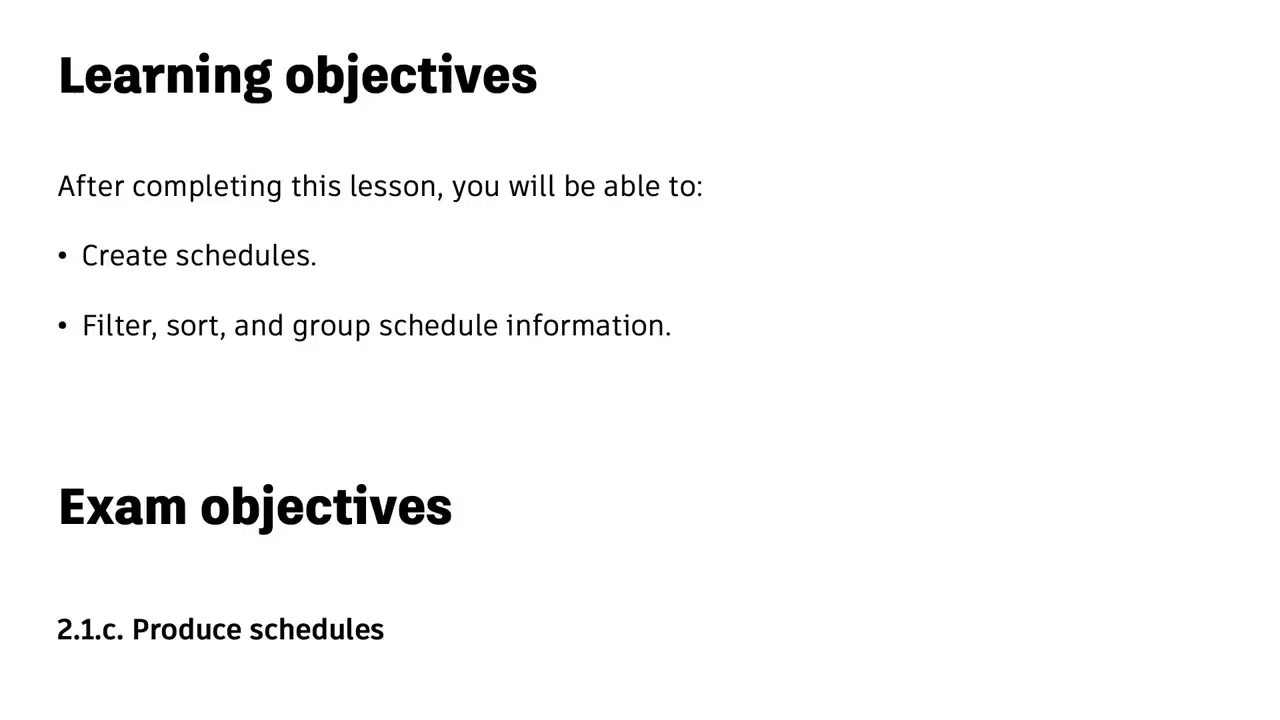 Learning objectives
After completing this lesson, you will be able to:
• Create schedules.
• Filter, sort, and group schedule information.
Exam objectives
2.1.c. Produce schedules